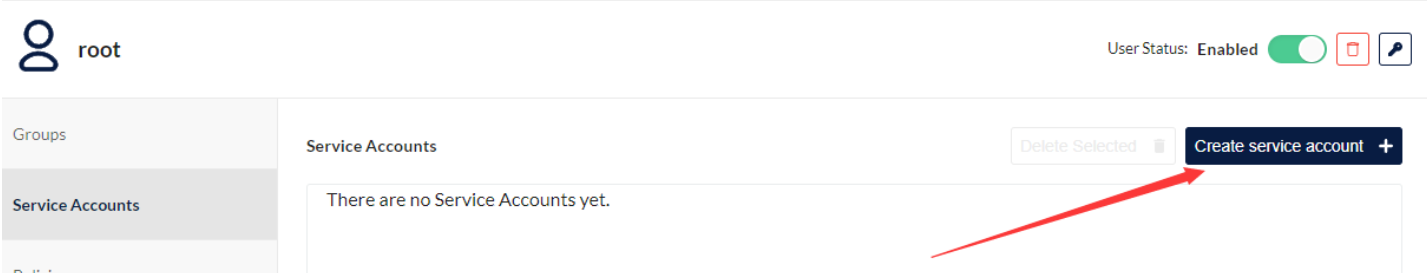 root
User Status: Enabled
Groups
Service Accounts
Delete Selected
Create service account +
Service Accounts
There are no Service Accounts yet.